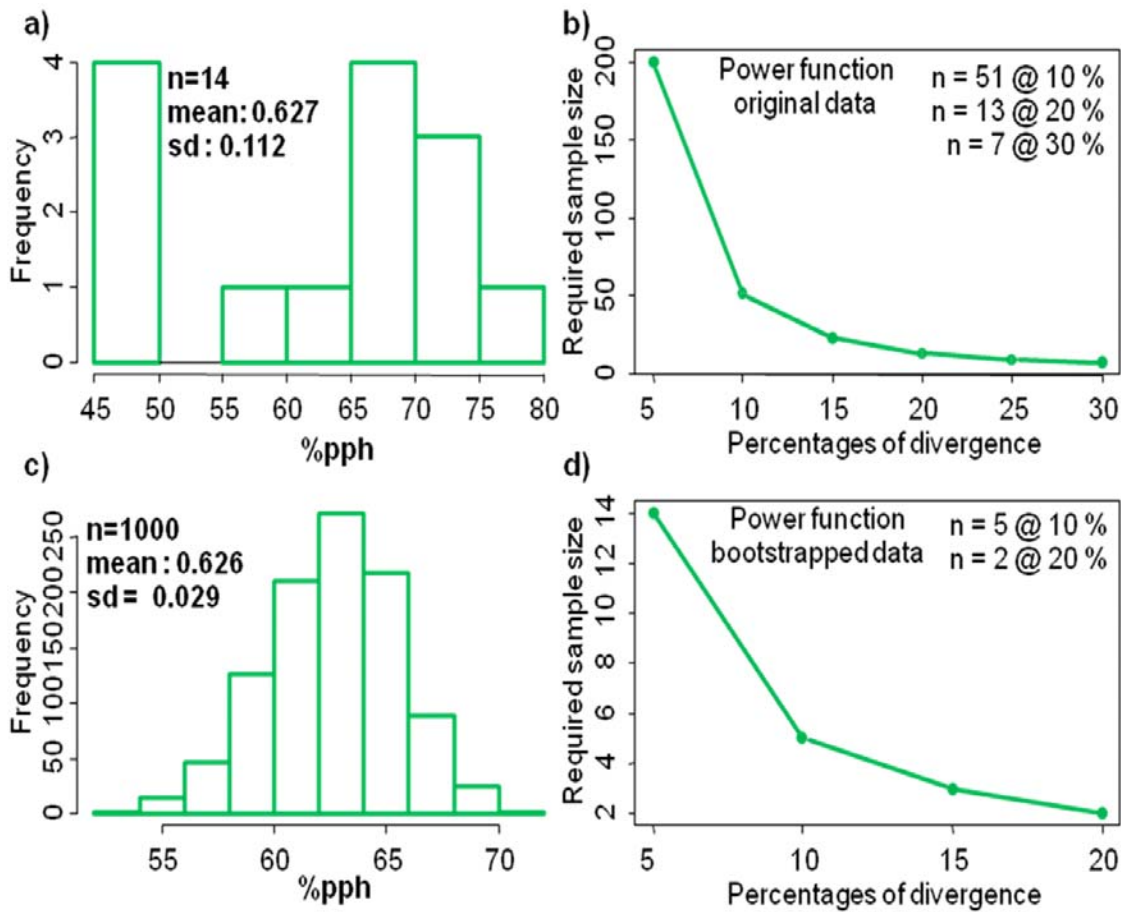 a)
n=14
mean: 0.627
sd: 0.112
Frequency
0
1
2
3
4
45 50 55 60 65 70 75 80
%pph
b)
Power function
original data
n = 51 @ 10 %
n = 13 @ 20 %
n = 7 @ 30 %
Required sample size
0
50
100
150
200
5 10 15 20 25 30
Percentages of divergence
c)
n=1000
mean: 0.626
sd = 0.029
Frequency
0
50
100
150
200
250
55 60 65 70
%pph
d)
Power function
bootstrapped data
n = 5 @ 10 %
n = 2 @ 20 %
Required sample size
2
4
6
8
10
12
14
5 10 15 20
Percentages of divergence